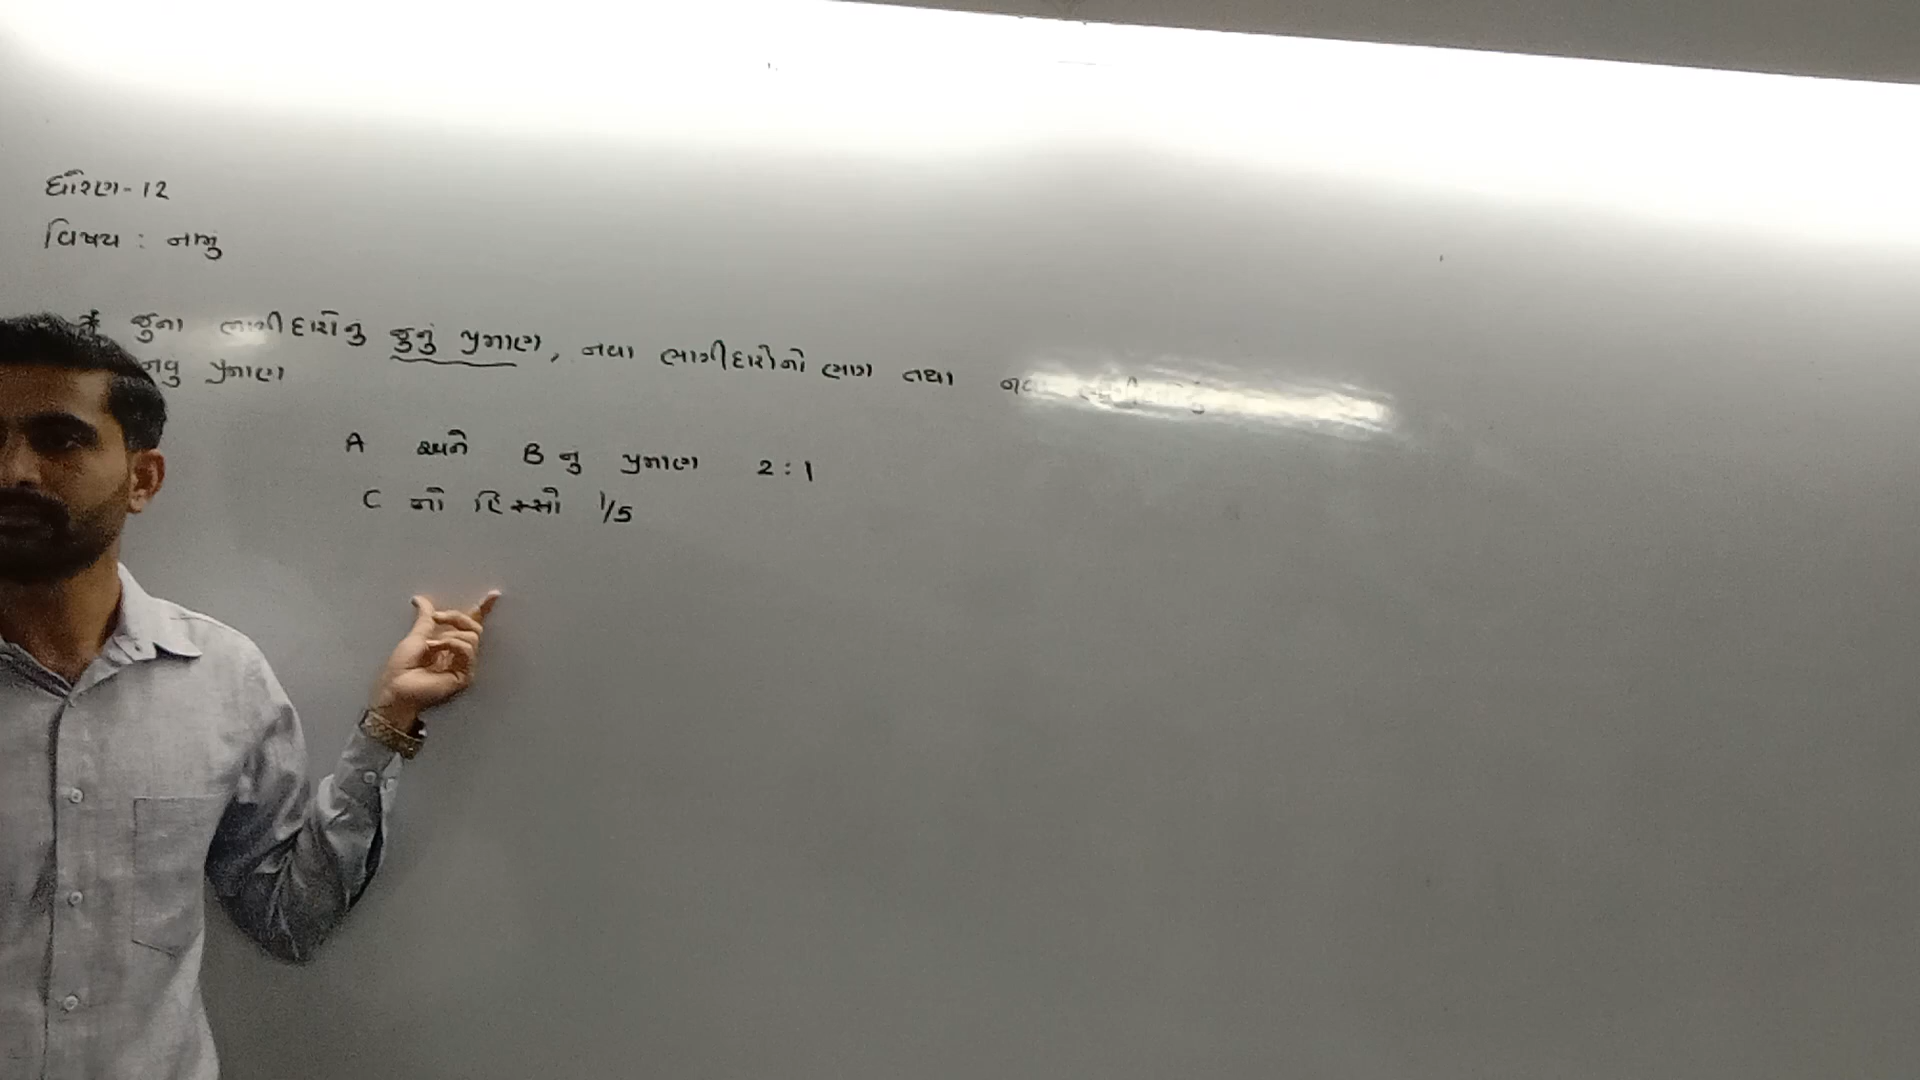 ધોરણ-12
વિષય : નામું
જુના ભાગીદારોનું જુનું પ્રમાણ, નવા ભાગીદારોનો ભાગ તથા
નવું પ્રમાણ
A અને B નું પ્રમાણ 2:1
C નો હિસ્સો 1/5